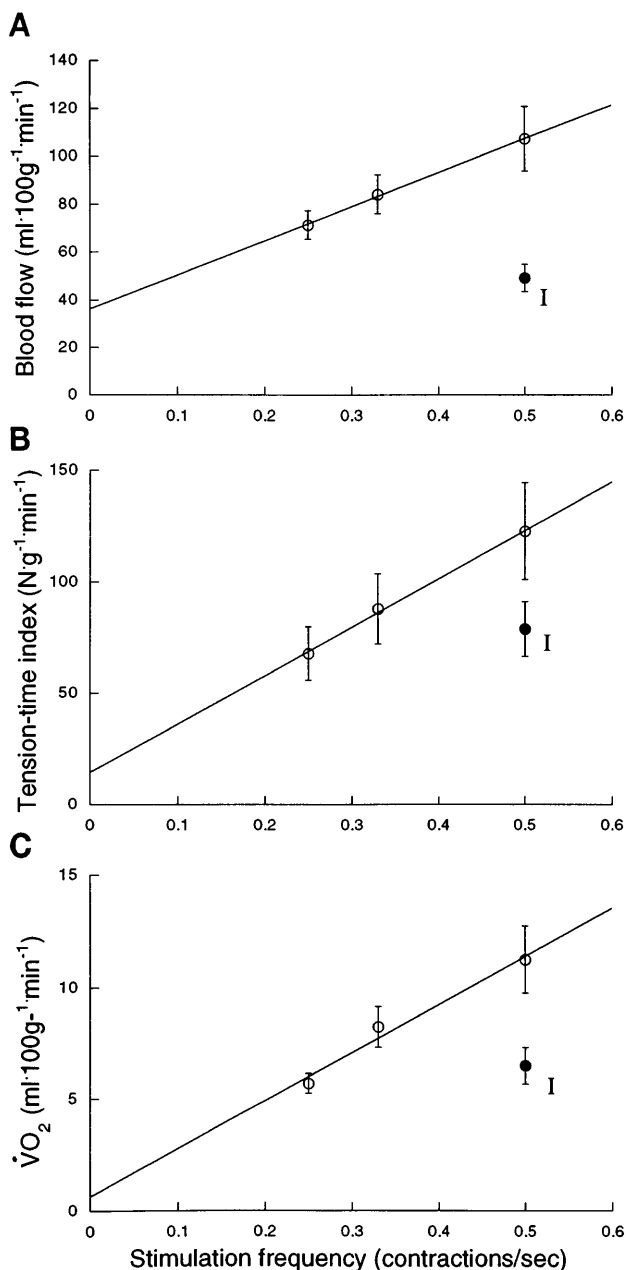 A
Blood flow (ml·100g⁻¹·min⁻¹)
140
120
100
80
60
40
20
0
I
0 0.1 0.2 0.3 0.4 0.5 0.6
B
Tension-time index (N·g⁻¹·min⁻¹)
150
100
50
0
I
0 0.1 0.2 0.3 0.4 0.5 0.6
C
V̇O₂ (ml·100g-¹·min⁻¹)
15
10
5
0
I
0 0.1 0.2 0.3 0.4 0.5 0.6
Stimulation frequency (contractions/sec)